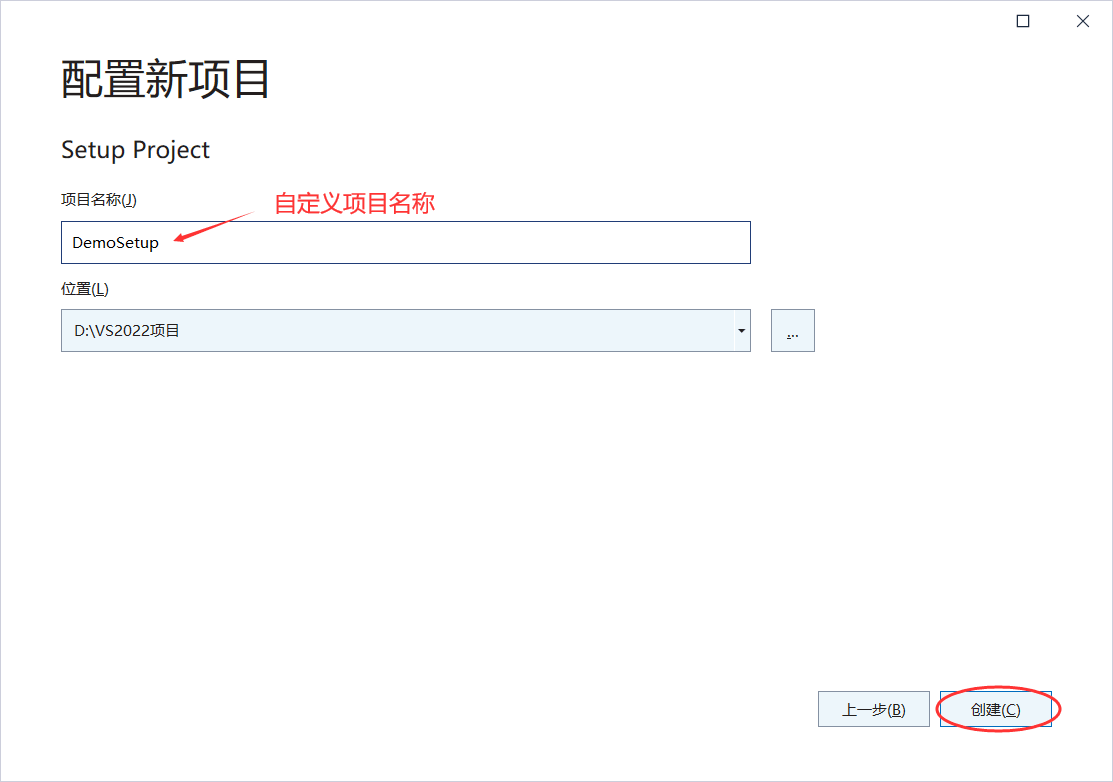 配置新项目
Setup Project
项目名称(J)
自定义项目名称
DemoSetup
位置(L)
D:\VS2022项目
...
上一步(B)
创建(C)